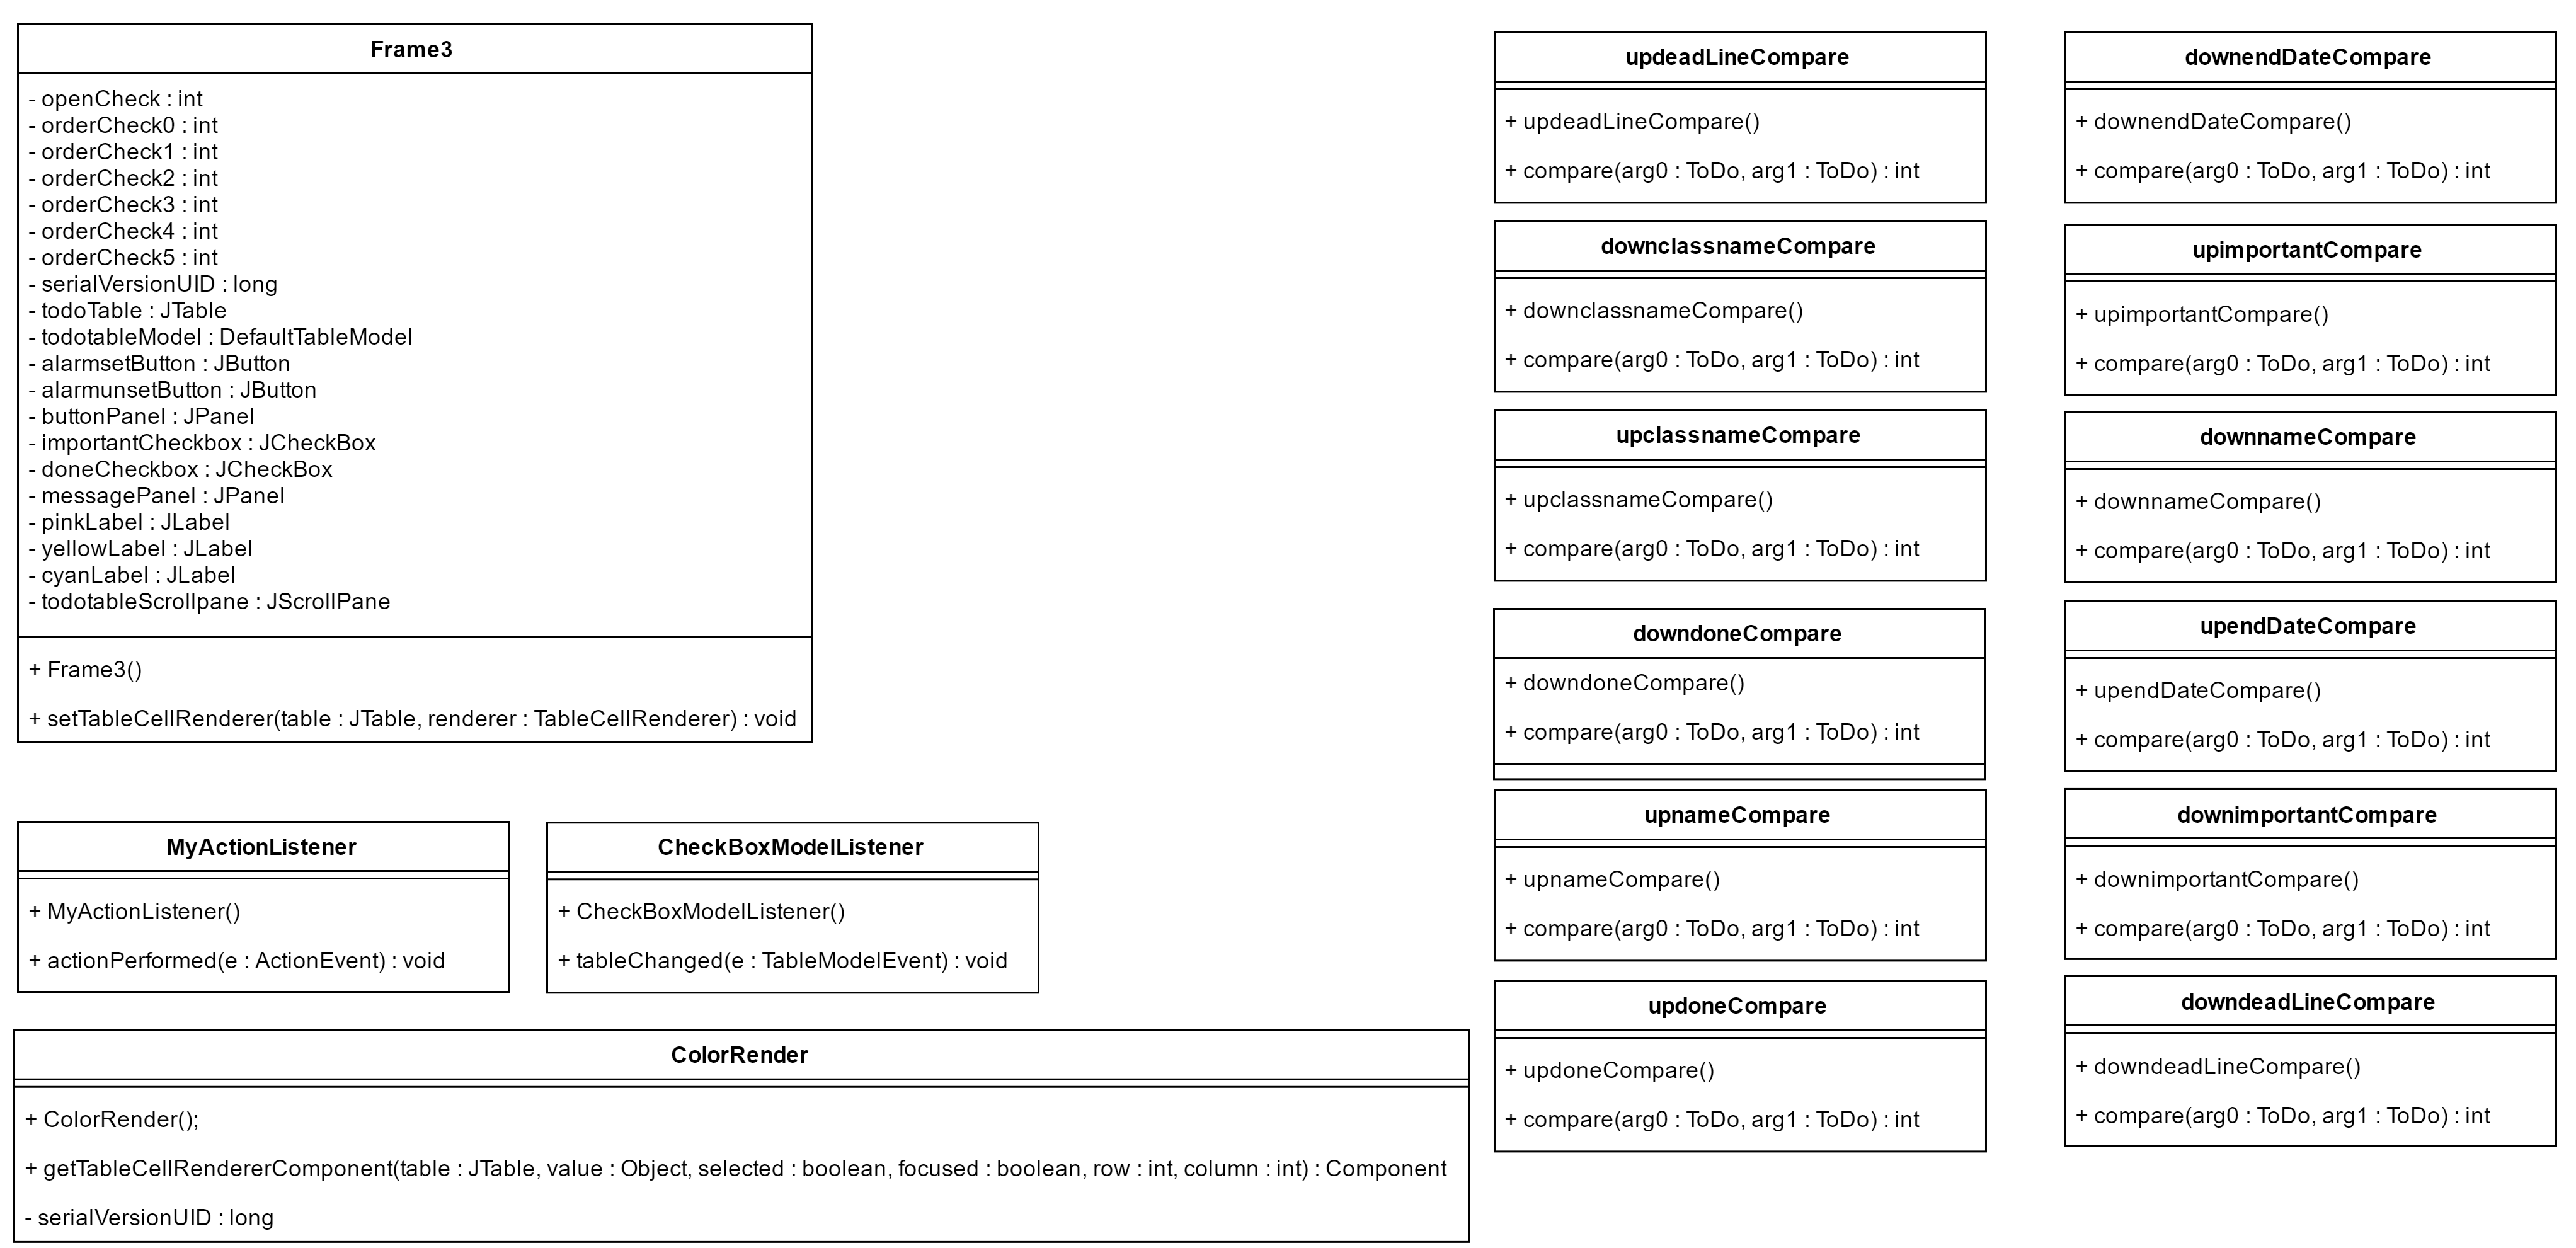 Frame3
- openCheck : int
- orderCheck0 : int
- orderCheck1 : int
- orderCheck2 : int
- orderCheck3 : int
- orderCheck4 : int
- orderCheck5 : int
- serialVersionUID : long
- todoTable : JTable
- todotableModel : DefaultTableModel
- alarmsetButton : JButton
- alarmunsetButton : JButton
- buttonPanel : JPanel
- importantCheckbox : JCheckBox
- doneCheckbox : JCheckBox
- messagePanel : JPanel
- pinkLabel : JLabel
- yellowLabel : JLabel
- cyanLabel : JLabel
- todotableScrollpane : JScrollPane
+ Frame3()
+ setTableCellRenderer(table : JTable, renderer : TableCellRenderer) : void
MyActionListener
+ MyActionListener()
+ actionPerformed(e : ActionEvent) : void
CheckBoxModelListener
+ CheckBoxModelListener()
+ tableChanged(e : TableModelEvent) : void
ColorRender
+ ColorRender();
+ getTableCellRendererComponent(table : JTable, value : Object, selected : boolean, focused : boolean, row : int, column : int) : Component
- serialVersionUID : long
updeadLineCompare
+ updeadLineCompare()
+ compare(arg0 : ToDo, arg1 : ToDo) : int
downclassnameCompare
+ downclassnameCompare()
+ compare(arg0 : ToDo, arg1 : ToDo) : int
upclassnameCompare
+ upclassnameCompare()
+ compare(arg0 : ToDo, arg1 : ToDo) : int
downdoneCompare
+ downdoneCompare()
+ compare(arg0 : ToDo, arg1 : ToDo) : int
upnameCompare
+ upnameCompare()
+ compare(arg0 : ToDo, arg1 : ToDo) : int
updoneCompare
+ updoneCompare()
+ compare(arg0 : ToDo, arg1 : ToDo) : int
downendDateCompare
+ downendDateCompare()
+ compare(arg0 : ToDo, arg1 : ToDo) : int
upimportantCompare
+ upimportantCompare()
+ compare(arg0 : ToDo, arg1 : ToDo) : int
downnameCompare
+ downnameCompare()
+ compare(arg0 : ToDo, arg1 : ToDo) : int
upendDateCompare
+ upendDateCompare()
+ compare(arg0 : ToDo, arg1 : ToDo) : int
downimportantCompare
+ downimportantCompare()
+ compare(arg0 : ToDo, arg1 : ToDo) : int
downdeadLineCompare
+ downdeadLineCompare()
+ compare(arg0 : ToDo, arg1 : ToDo) : int